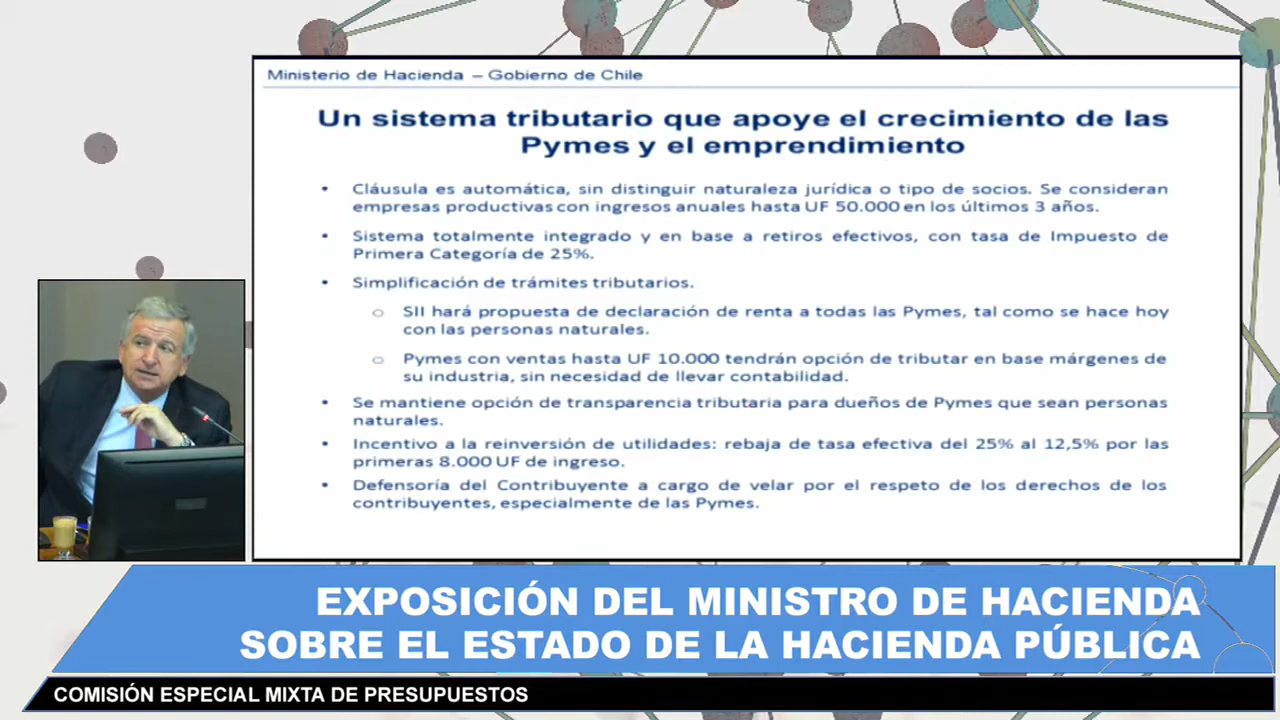 Ministerio de Hacienda – Gobierno de Chile
Un sistema tributario que apoye el crecimiento de las
Pymes y el emprendimiento
• Cláusula es automática, sin distinguir naturaleza jurídica o tipo de socios. Se consideran
empresas productivas con ingresos anuales hasta UF 50.000 en los últimos 3 años.
• Sistema totalmente integrado y en base a retiros efectivos, con tasa de Impuesto de
Primera Categoría de 25%.
• Simplificación de trámites tributarios.
○ SII hará propuesta de declaración de renta a todas las Pymes, tal como se hace hoy
con las personas naturales.
○ Pymes con ventas hasta UF 10.000 tendrán opción de tributar en base márgenes de
su industria, sin necesidad de llevar contabilidad.
• Se mantiene opción de transparencia tributaria para dueños de Pymes que sean personas
naturales.
• Incentivo a la reinversión de utilidades: rebaja de tasa efectiva del 25% al 12,5% por las
primeras 8.000 UF de ingreso.
• Defensoría del Contribuyente a cargo de velar por el respeto de los derechos de los
contribuyentes, especialmente de las Pymes.
EXPOSICIÓN DEL MINISTRO DE HACIENDA
SOBRE EL ESTADO DE LA HACIENDA PÚBLICA
COMISIÓN ESPECIAL MIXTA DE PRESUPUESTOS